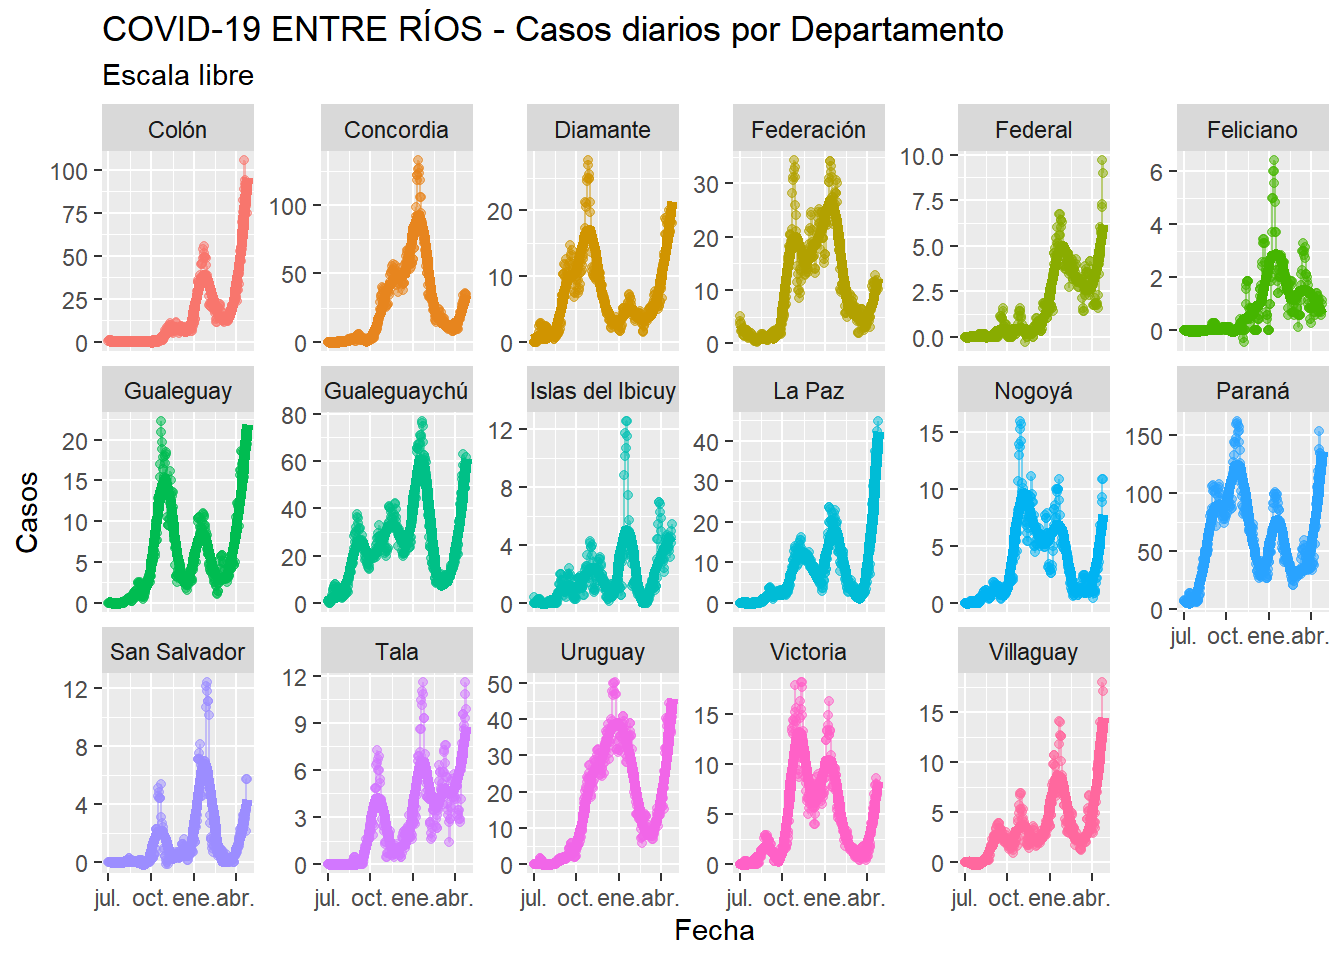 COVID-19 ENTRE RÍOS - Casos diarios por Departamento
Escala libre
Colón Concordia Diamante Federación Federal Feliciano
100 75 50 25 0
100 50 0
20 10 0
30 20 10 0
10.0 7.5 5.0 2.5 0.0
6 4 2 0
Gualeguay Gualeguaychú Islas del Ibicuy La Paz Nogoyá Paraná
20 15 10 5 0
80 60 40 20 0
12 8 4 0
40 30 20 10 0
15 10 5 0
150 100 50 0
jul. oct. ene. abr.
San Salvador Tala Uruguay Victoria Villaguay
12 8 4 0
12 9 6 3 0
50 40 30 20 10 0
15 10 5 0
15 10 5 0
jul. oct. ene. abr. jul. oct. ene. abr. jul. oct. ene. abr. jul. oct. ene. abr. jul. oct. ene. abr.
Casos
Fecha